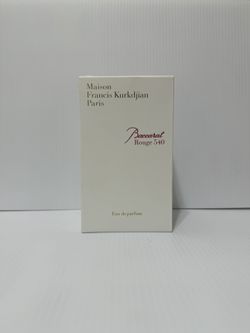 Maison
Francis Kurkdjian
Paris
Baccarat
Rouge 540
Eau de parfum